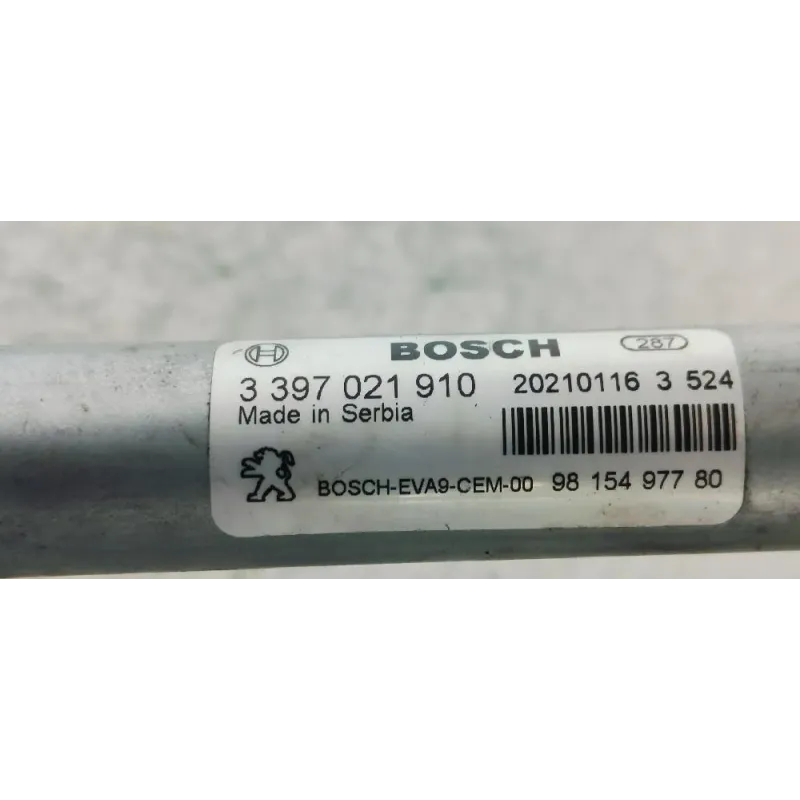 BOSCH 287
3 397 021 910 20210116 3 524
Made in Serbia
BOSCH-EVA9-CEM-00 98 154 977 80